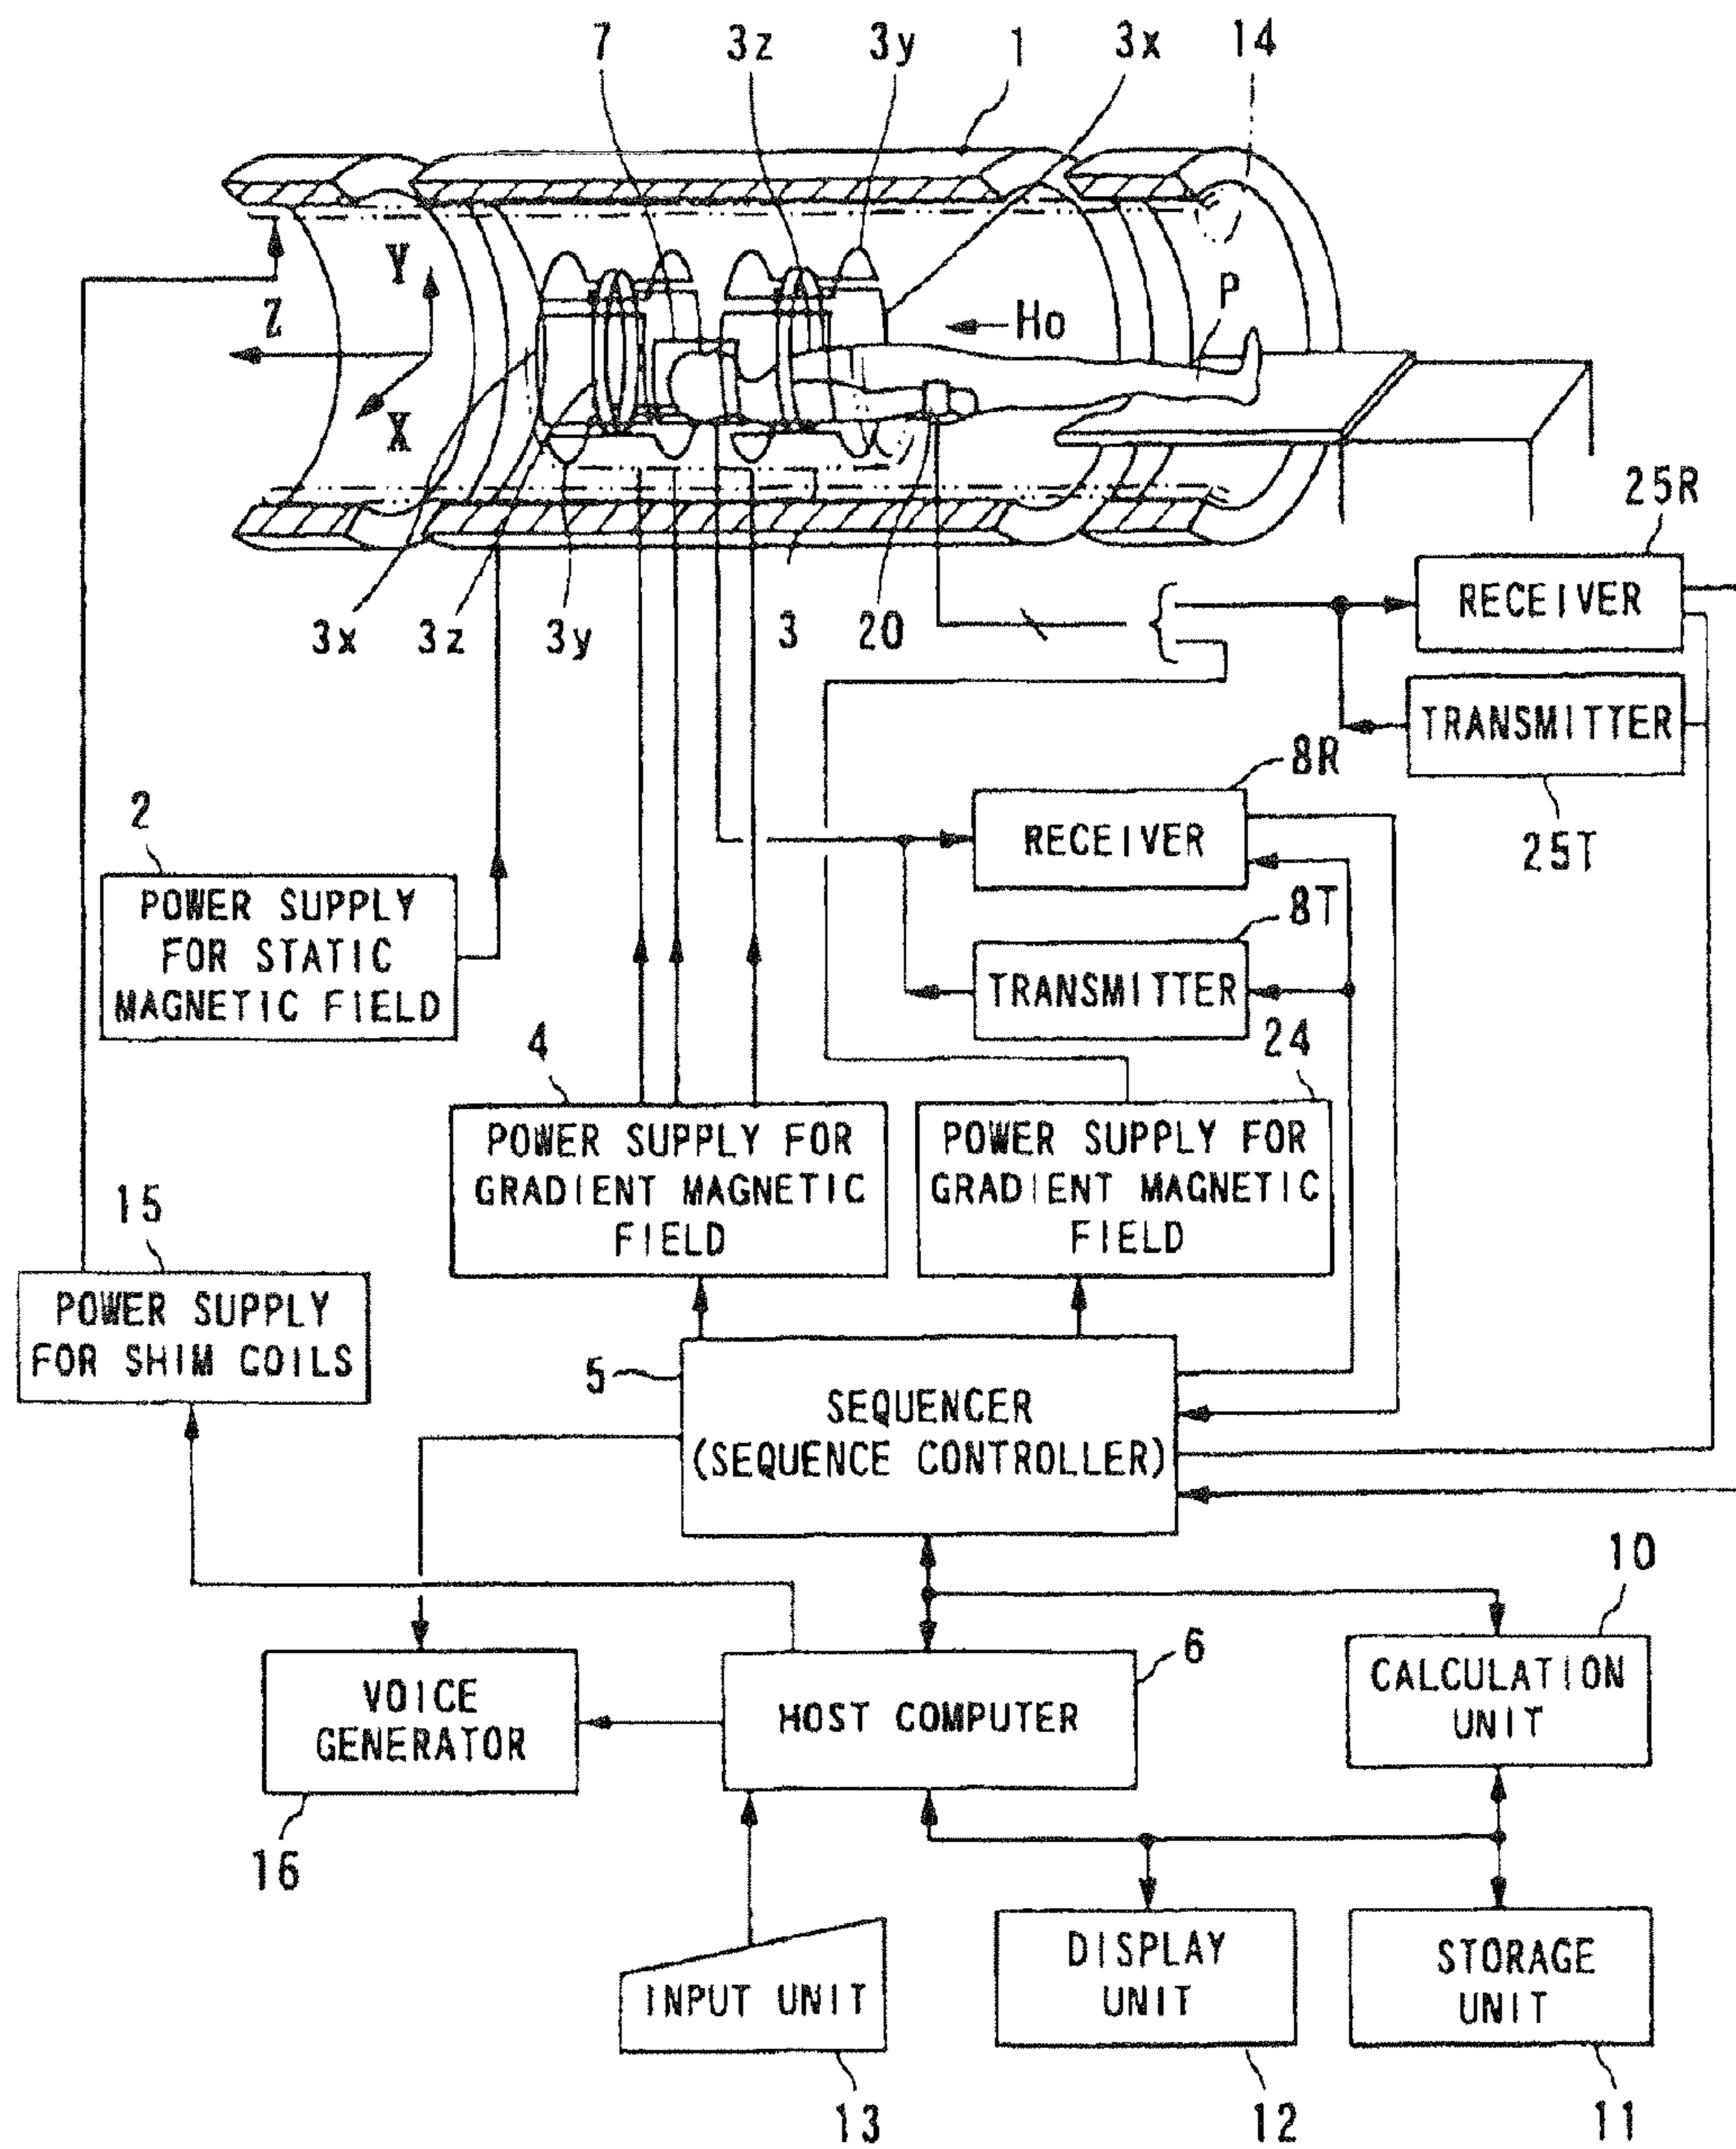 7
3z
3y
1
3x
14
Y
Z
X
Ho
P
25R
RECEIVER
3x
3z
3y
3
20
TRANSMITTER
25T
8R
RECEIVER
2
POWER SUPPLY
FOR STATIC
MAGNETIC FIELD
8T
TRANSMITTER
4
24
POWER SUPPLY FOR
GRADIENT MAGNETIC
FIELD
POWER SUPPLY FOR
GRADIENT MAGNETIC
FIELD
15
POWER SUPPLY
FOR SHIM COILS
5
SEQUENCER
(SEQUENCE CONTROLLER)
10
6
CALCULATION
UNIT
VOICE
GENERATOR
HOST COMPUTER
16
INPUT UNIT
DISPLAY
UNIT
STORAGE
UNIT
13
12
11